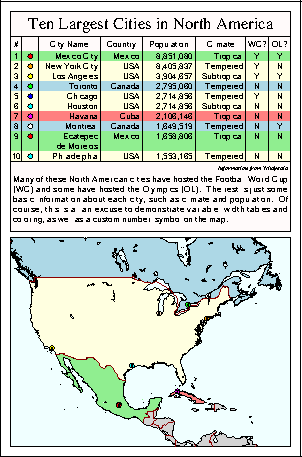 Ten Largest Cities in North America
# City Name Country Population Climate WC? OL?
1 Mexico City Mexico 8,851,080 Tropical Y Y
2 New York City USA 8,405,837 Tempered Y N
3 Los Angeles USA 3,904,657 Subtropical Y Y
4 Toronto Canada 2,795,060 Tempered N N
5 Chicago USA 2,714,856 Tempered Y N
6 Houston USA 2,714,856 Subtropical N N
7 Havana Cuba 2,106,146 Tropical N N
8 Montreal Canada 1,649,519 Tempered N Y
9 Ecatepec Mexico 1,658,806 Tropical N N
de Moreos
10 Philadelphia USA 1,553,165 Tempered N N
Information from Wikipedia
Many of these North American cities have hosted the Football World Cup
(WC) and some have hosted the Olympics (OL). The rest is just some
basic information about each city, such as climate and population. Of
course, this is all an excuse to demonstrate variable width tables and
coloring, as well as a custom number symbol on the map.